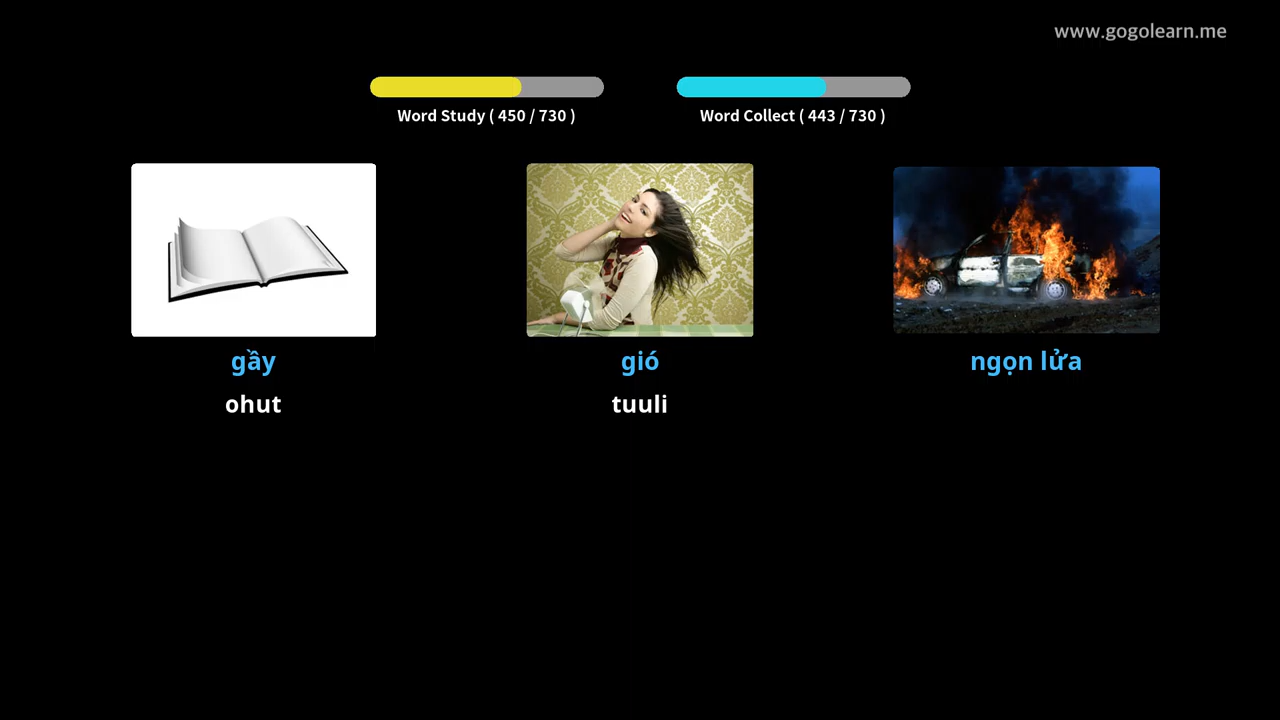 www.gogolearn.me
Word Study ( 450 / 730 )
Word Collect ( 443 / 730 )
gầy
gió
ngọn lửa
ohut
tuuli